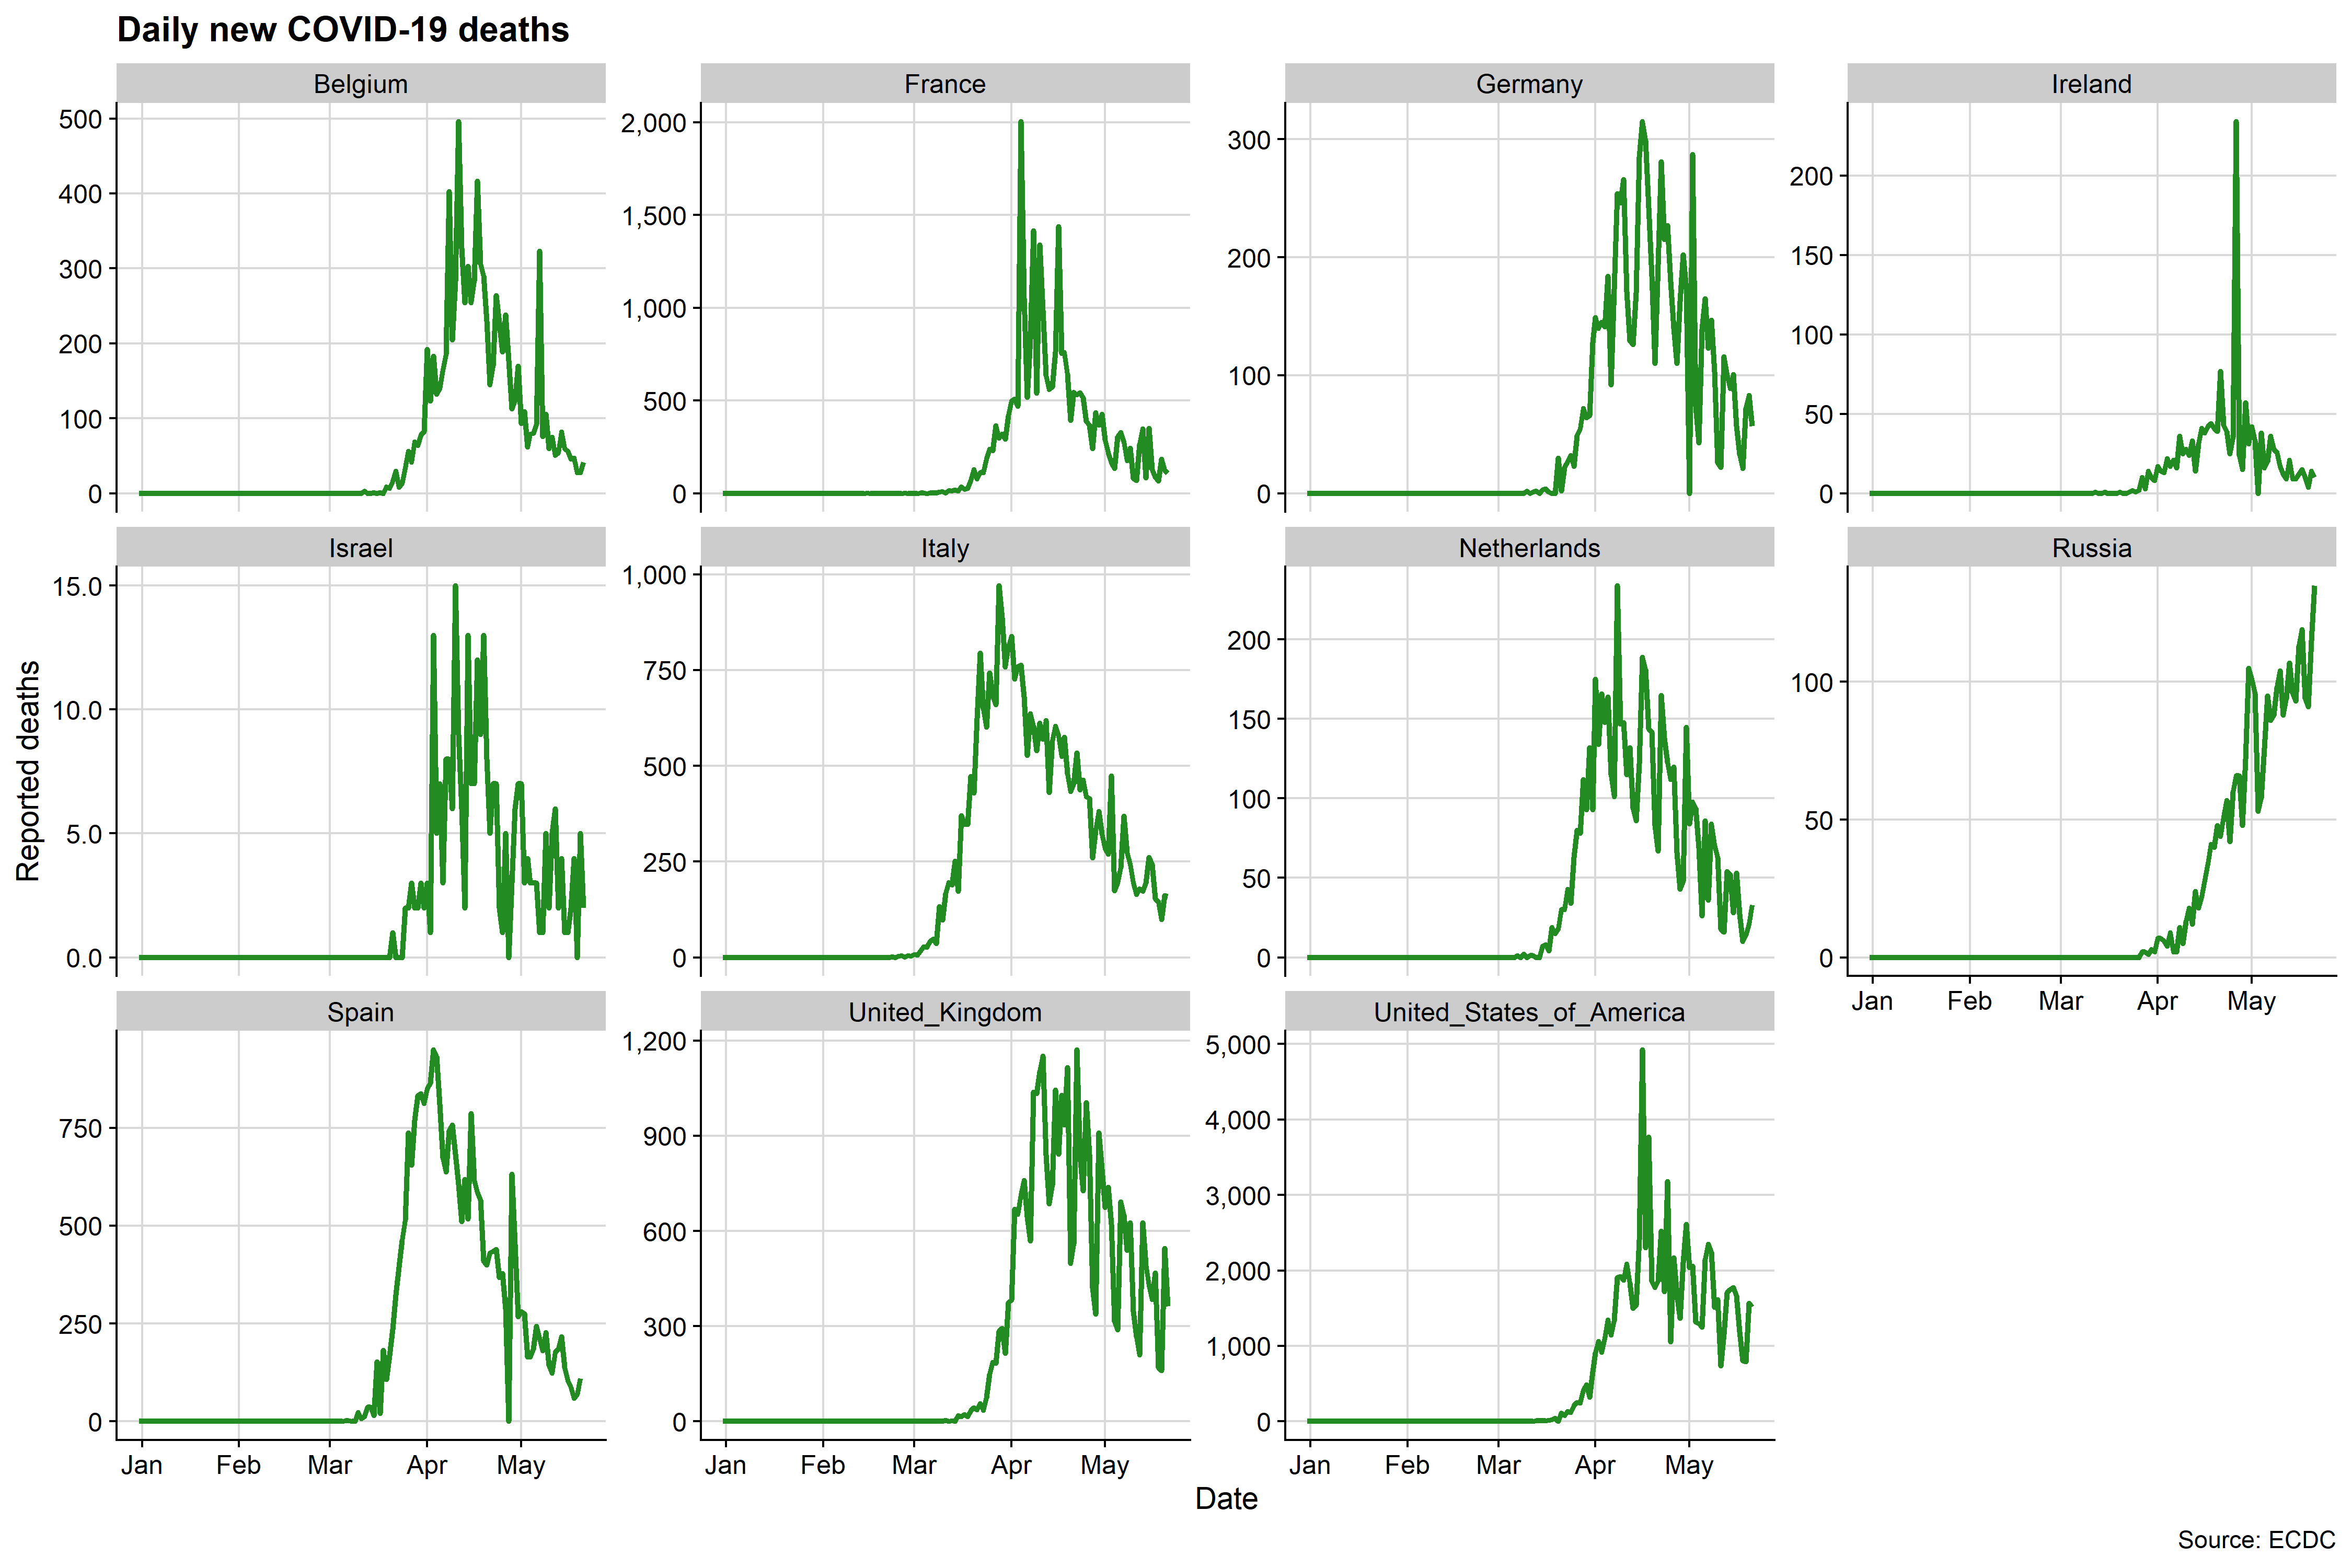 Daily new COVID-19 deaths
Belgium
France
Germany
Ireland
500
400
300
200
100
0
2,000
1,500
1,000
500
0
300
200
100
0
200
150
100
50
0
Israel
Italy
Netherlands
Russia
15.0
10.0
5.0
0.0
1,000
750
500
250
0
200
150
100
50
0
100
50
0
Jan Feb Mar Apr May
Reported deaths
Spain
United_Kingdom
United_States_of_America
750
500
250
0
1,200
900
600
300
0
5,000
4,000
3,000
2,000
1,000
0
Jan Feb Mar Apr May
Jan Feb Mar Apr May
Jan Feb Mar Apr May
Date
Source: ECDC